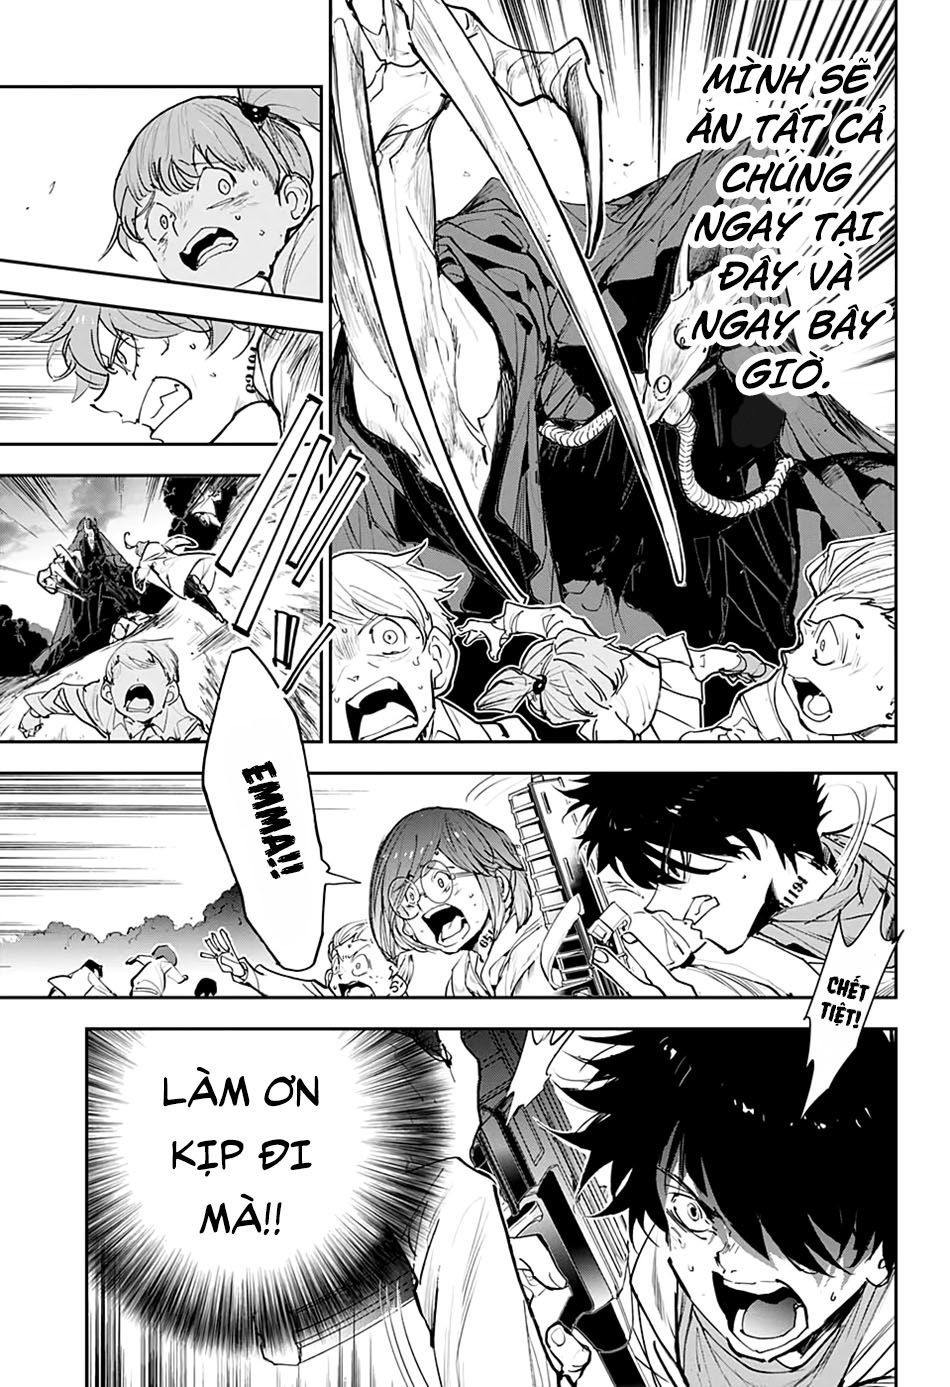 MÌNH SẼ
ĂN TẤT CẢ
CHÚNG
NGAY TẠI
ĐÂY VÀ
NGAY BÂY
GIỜ.
EMMA!!
1194
CHẾT
TIỆT!
LÀM ƠN
KỊP ĐI
MÀ!!